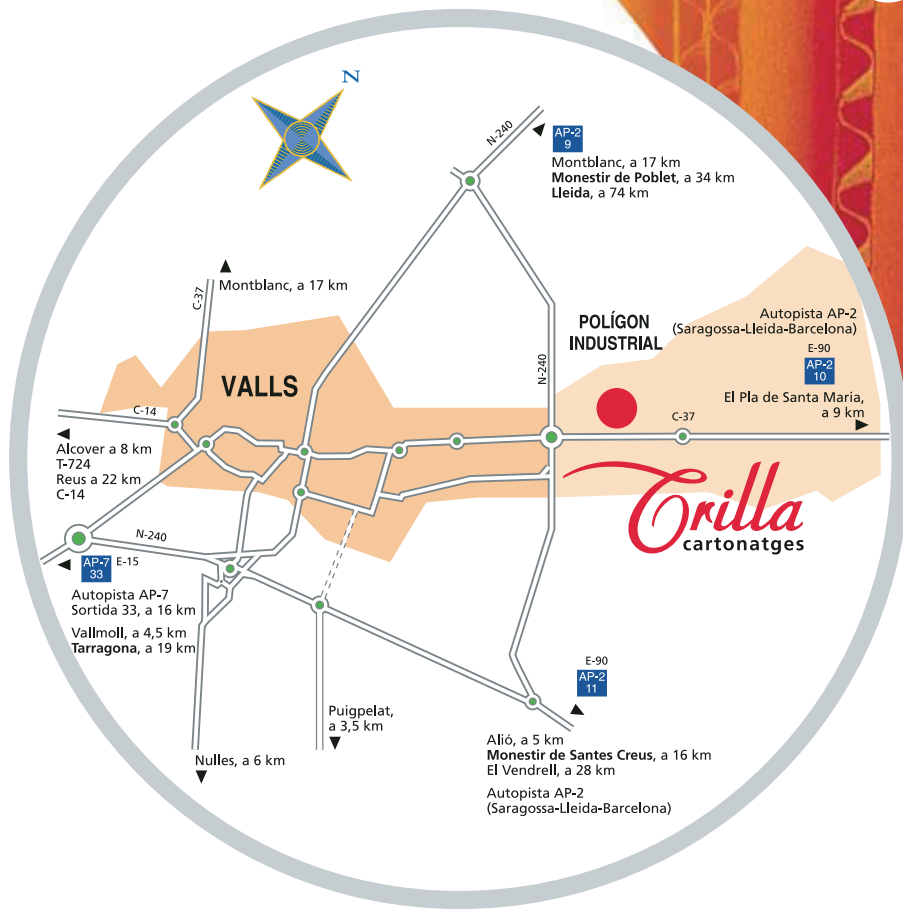 N
N-240
AP-2
9
Montblanc, a 17 km
Monestir de Poblet, a 34 km
Lleida, a 74 km
C-37
Montblanc, a 17 km
POLÍGON
INDUSTRIAL
N-240
Autopista AP-2
(Saragossa-Lleida-Barcelona)
E-90
AP-2
10
El Pla de Santa Maria,
a 9 km
VALLS
C-14
C-37
Alcover a 8 km
T-724
Reus a 22 km
C-14
Trilla
cartonatges
N-240
AP-7
33
E-15
Autopista AP-7
Sortida 33, a 16 km
Vallmoll, a 4,5 km
Tarragona, a 19 km
E-90
AP-2
11
Puigpelat,
a 3,5 km
Nulles, a 6 km
Alió, a 5 km
Monestir de Santes Creus, a 16 km
El Vendrell, a 28 km
Autopista AP-2
(Saragossa-Lleida-Barcelona)